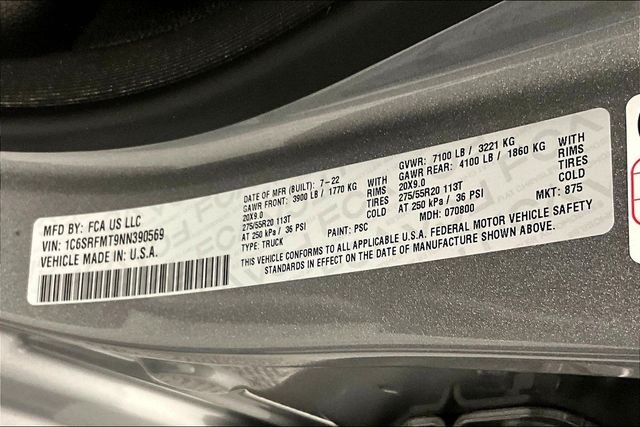 MFD BY: FCA US LLC
VIN: 1C6SRFMT9NN390569
VEHICLE MADE IN: U.S.A.
DATE OF MFR (BUILT): 7-22
GAWR FRONT: 3900 LB / 1770 KG WITH
20X9.0 RIMS
275/55R20 113T TIRES
AT 250 kPa / 36 PSI COLD
TYPE: TRUCK PAINT: PSC
GVWR: 7100 LB / 3221 KG
GAWR REAR: 4100 LB / 1860 KG WITH
20X9.0 RIMS
275/55R20 113T TIRES
AT 250 kPa / 36 PSI COLD
MDH: 070800 MKT: 875
THIS VEHICLE CONFORMS TO ALL APPLICABLE U.S.A. FEDERAL MOTOR VEHICLE SAFETY
STANDARDS IN EFFECT ON THE DATE OF MANUFACTURE SHOWN ABOVE.